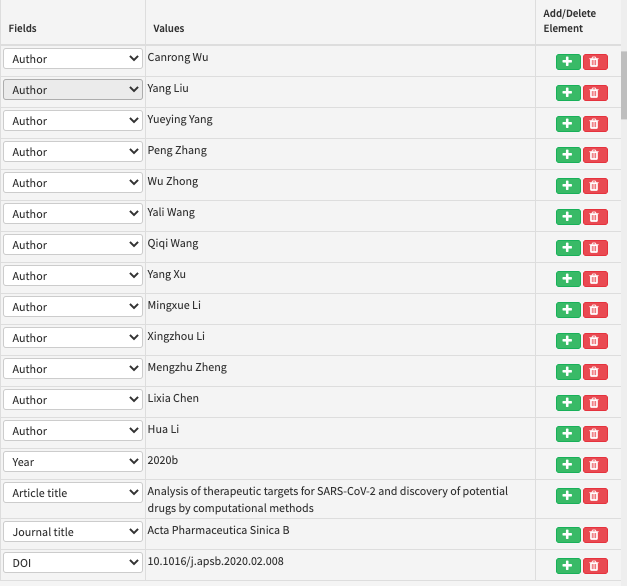 Fields Values Add/Delete
Element
Author Canrong Wu
Author Yang Liu
Author Yueying Yang
Author Peng Zhang
Author Wu Zhong
Author Yali Wang
Author Qiqi Wang
Author Yang Xu
Author Mingxue Li
Author Xingzhou Li
Author Mengzhu Zheng
Author Lixia Chen
Author Hua Li
Year 2020b
Article title Analysis of therapeutic targets for SARS-CoV-2 and discovery of potential
drugs by computational methods
Journal title Acta Pharmaceutica Sinica B
DOI 10.1016/j.apsb.2020.02.008